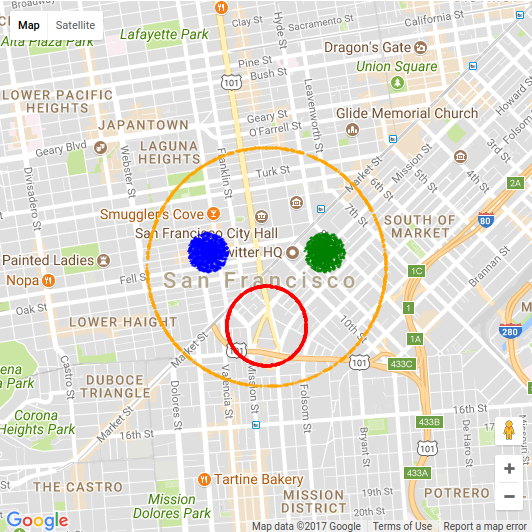 Map
Satellite
Clay St
California St
Lafayette Park
Hyde St
Alta Plaza Park
Dragon's Gate
Pine St
Bush St
Union Square
101
Leavenworth St
Howard St
Folsom
LOWER PACIFIC
HEIGHTS
Geary St
O'Farrell St
Glide Memorial Church
JAPANTOWN
LAGUNA
HEIGHTS
Geary Blvd
Webster St
Franklin St
Market St
4th St
Mission St
6th St
5th St
Turk St
Divisadero St
2A
7th St
Smuggler's Cove
SOUTH OF
MARKET
80
San Francisco City Hall
witter HQ
Painted Ladies
Brannan St
Fell St
1C
Nopa
San Francisco
Oak St
1
LOWER HAIGHT
10th St
280
Market St
1A
101
101
433C
DUBOCE
TRIANGLE
Castro St
Dolores St
Valencia St
Mission St
Folsom St
Corona
Heights Park
16th St
16th St
433B
Bryant St
101
De Haro St
433A
THE CASTRO
Tartine Bakery
Mission
Dolores Park
MISSION
DISTRICT
POTRERO
+
−
Google
Map data ©2017 Google
Terms of Use
Report a map error